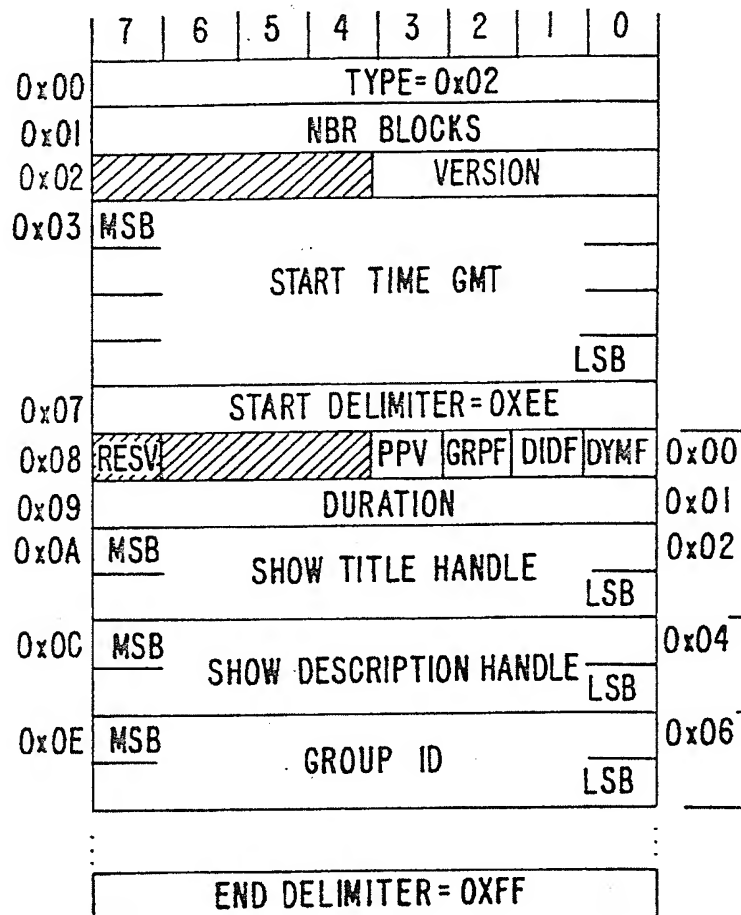 7 6 5 4 3 2 1 0
0x00 TYPE=0x02
0x01 NBR BLOCKS
0x02 VERSION
0x03 MSB
START TIME GMT
LSB
0x07 START DELIMITER=0XEE
0x08 RESV PPV GRPF DIDF DYMF 0x00
0x09 DURATION 0x01
0x0A MSB 0x02
SHOW TITLE HANDLE
LSB
0x0C MSB 0x04
SHOW DESCRIPTION HANDLE
LSB
0x0E MSB 0x06
GROUP ID
LSB
END DELIMITER=0XFF